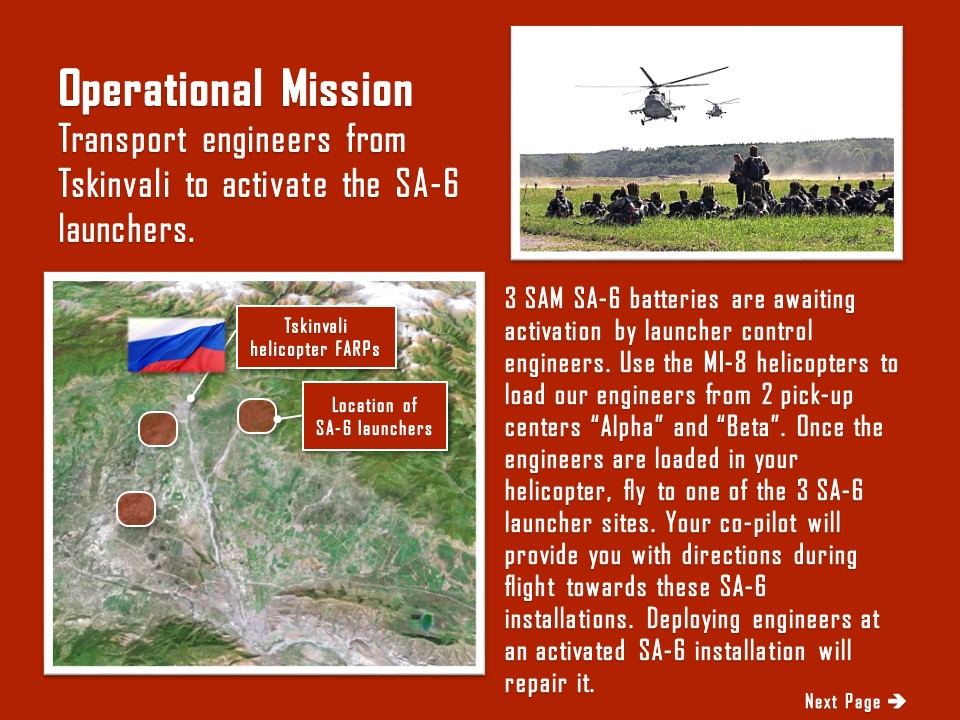 Operational Mission
Transport engineers from
Tskinvali to activate the SA-6
launchers.
Tskinvali
helicopter FARPs
Location of
SA-6 launchers
3 SAM SA-6 batteries are awaiting
activation by launcher control
engineers. Use the MI-8 helicopters to
load our engineers from 2 pick-up
centers “Alpha” and “Beta”. Once the
engineers are loaded in your
helicopter, fly to one of the 3 SA-6
launcher sites. Your co-pilot will
provide you with directions during
flight towards these SA-6
installations. Deploying engineers at
an activated SA-6 installation will
repair it.
Next Page →